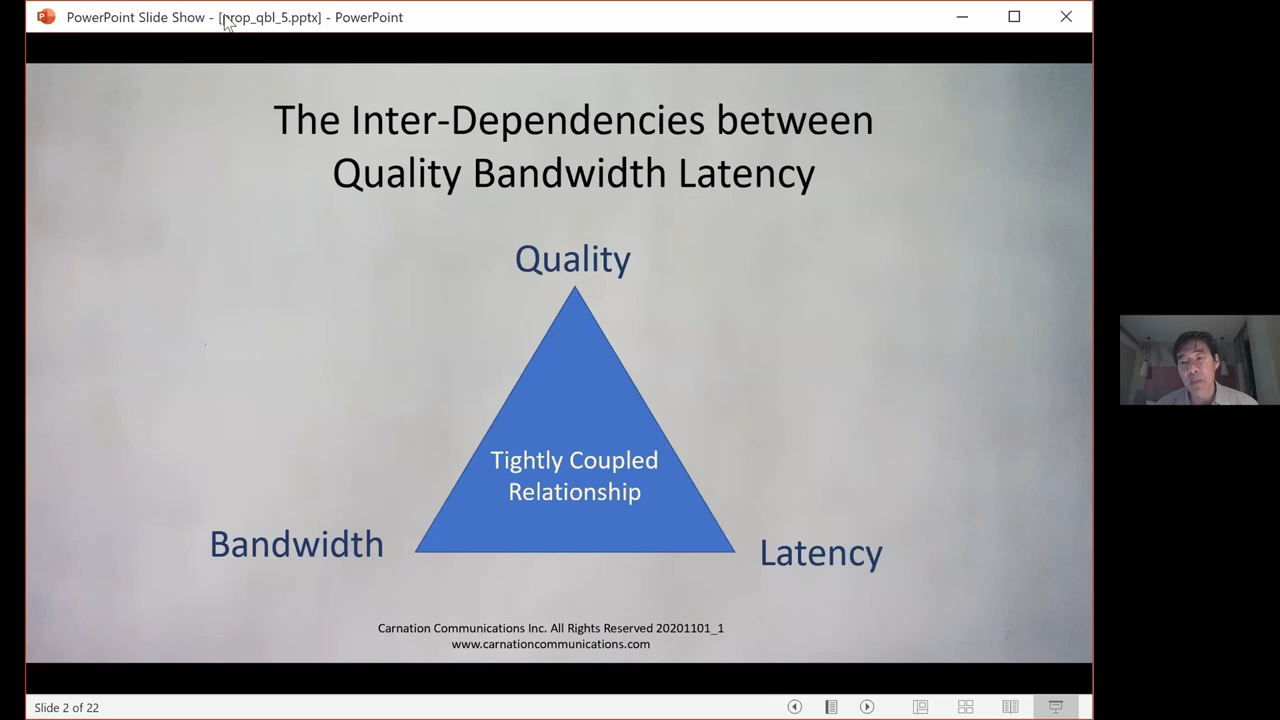 PowerPoint Slide Show - [prop_qbl_5.pptx] - PowerPoint
The Inter-Dependencies between
Quality Bandwidth Latency
Quality
Tightly Coupled
Relationship
Bandwidth
Latency
Carnation Communications Inc. All Rights Reserved 20201101_1
www.carnationcommunications.com
Slide 2 of 22